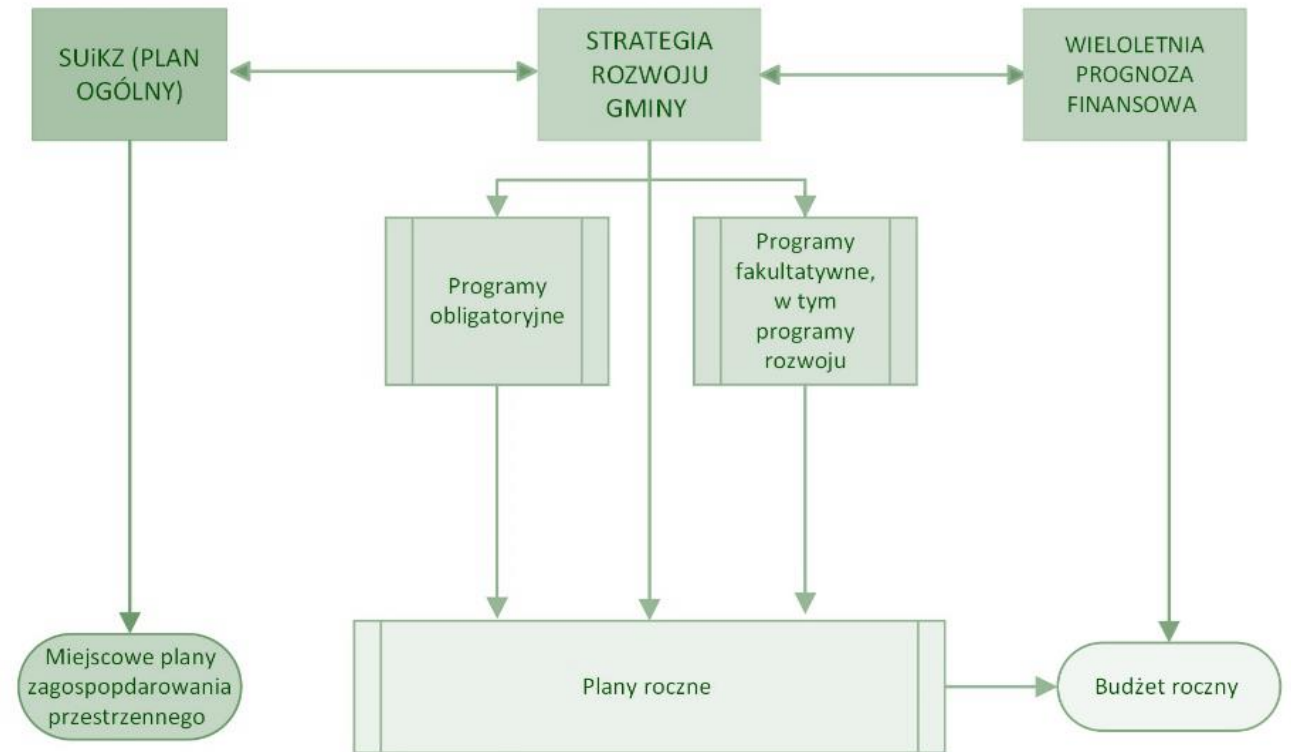 SUiKZ (PLAN
OGÓLNY)
STRATEGIA
ROZWOJU
GMINY
WIELOLETNIA
PROGNOZA
FINANSOWA
Programy
obligatoryjne
Programy
fakultatywne,
w tym
programy
rozwoju
Miejscowe plany
zagospopdarowania
przestrzennego
Plany roczne
Budżet roczny